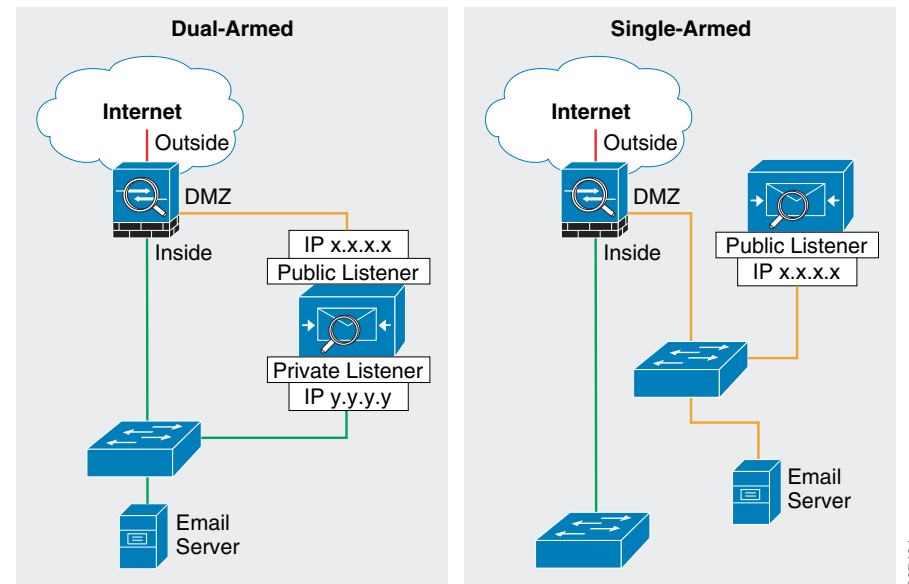 Dual-Armed
Internet
Outside
DMZ
Inside
IP x.x.x.x
Public Listener
Private Listener
IP y.y.y.y
Email
Server
Single-Armed
Internet
Outside
DMZ
Inside
Public Listener
IP x.x.x.x
Email
Server